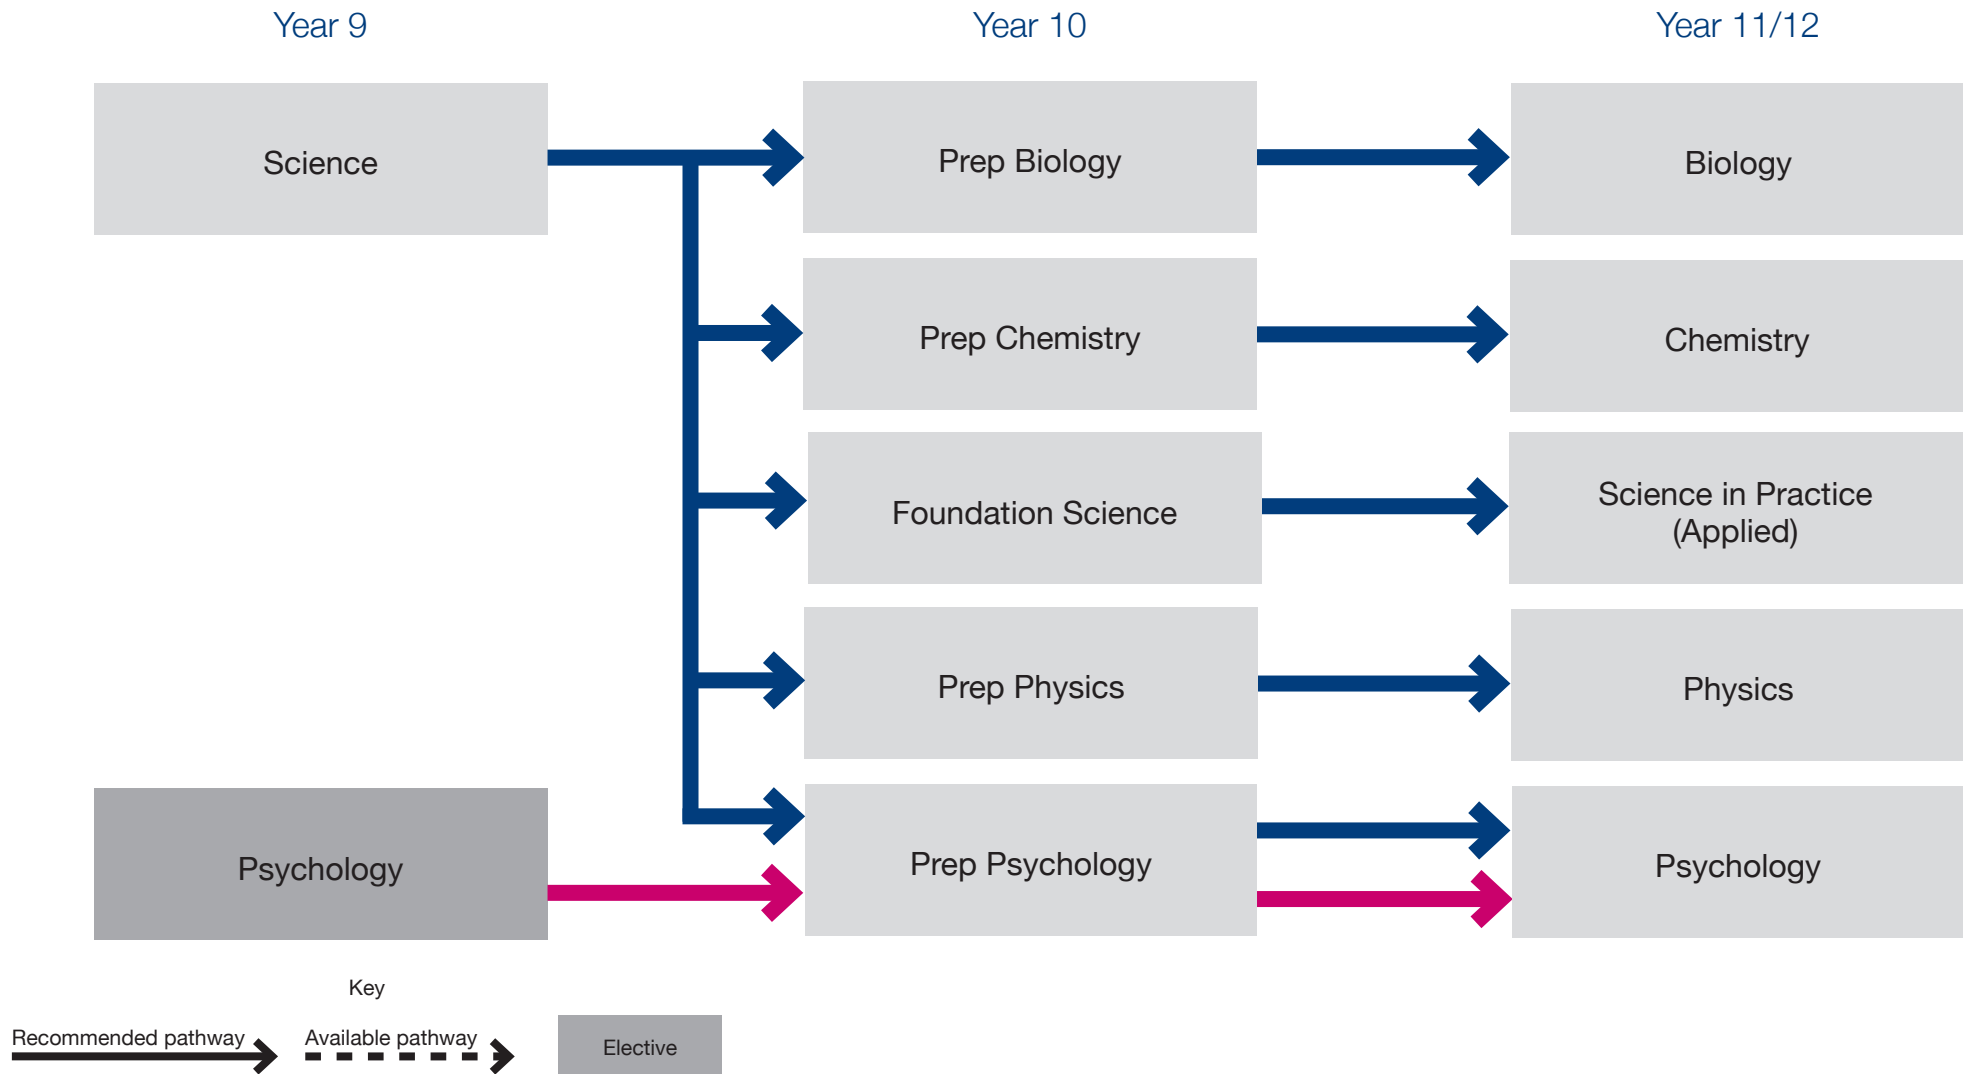 Year 9
Year 10
Year 11/12
Science
Prep Biology
Biology
Prep Chemistry
Chemistry
Foundation Science
Science in Practice
(Applied)
Prep Physics
Physics
Psychology
Prep Psychology
Psychology
Key
Recommended pathway
Available pathway
Elective